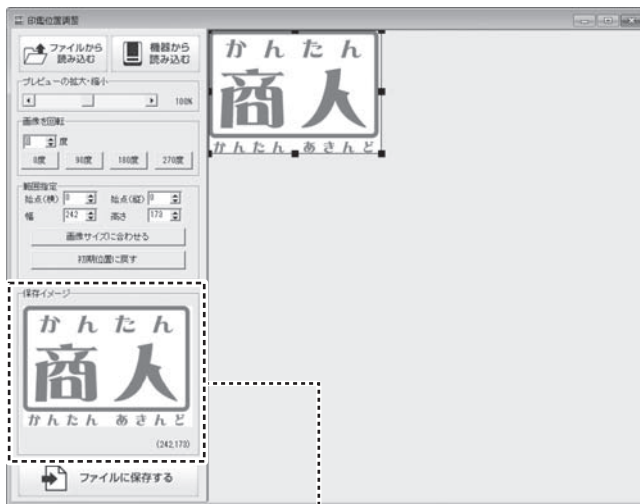 印鑑位置調整
ファイルから
読み込む
機器から
読み込む
プレビューの拡大・縮小
100%
画像を回転
0 度
0度 90度 180度 270度
範囲指定
始点(横) 0 始点(縦) 0
幅 242 高さ 173
画像サイズに合わせる
初期位置に戻す
保存イメージ
かんたん
商人
かんたん あきんど
(242,173)
ファイルに保存する
かんたん
商人
かんたん あきんど